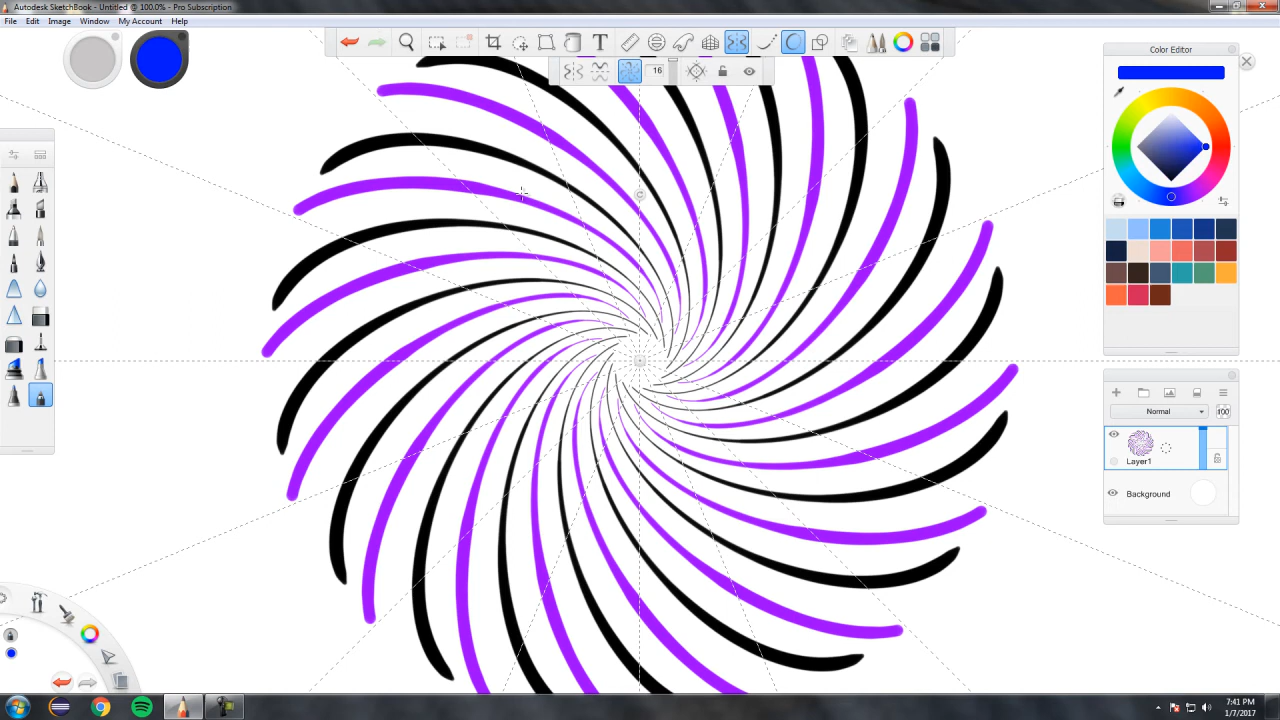 Autodesk SketchBook - Untitled @ 100.0% - Pro Subscription
File Edit Image Window My Account Help
T
16
Color Editor
Normal
100
Layer1
Background
7:41 PM
1/7/2017